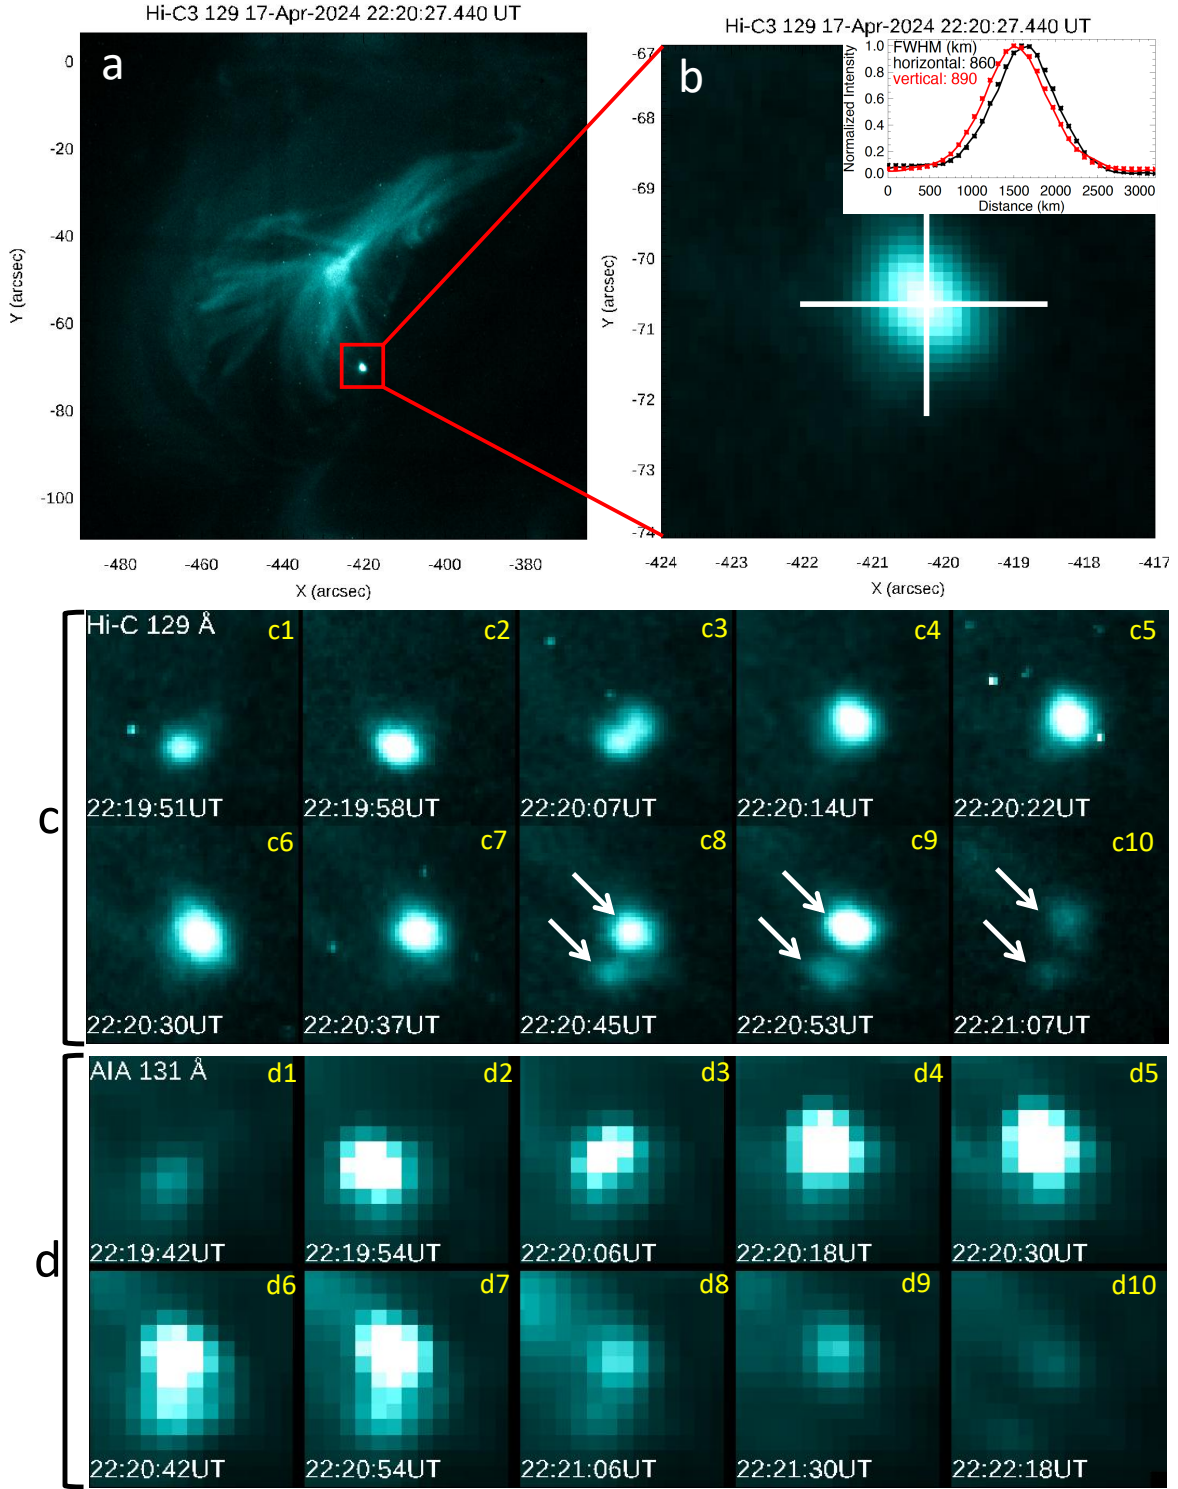 Hi-C3 129 17-Apr-2024 22:20:27.440 UT
a
0
-20
-40
-60
-80
-100
Y (arcsec)
-480
-460
-440
-420
-400
-380
X (arcsec)
Hi-C3 129 17-Apr-2024 22:20:27.440 UT
b
-67
-68
-69
-70
-71
-72
-73
-74
Y (arcsec)
-424
-423
-422
-421
-420
-419
-418
-417
X (arcsec)
FWHM (km)
horizontal: 860
vertical: 890
1.0
0.8
0.6
0.4
0.2
0.0
Normalized Intensity
0
500
1000
1500
2000
2500
3000
Distance (km)
c
Hi-C 129 Å
c1
c2
c3
c4
c5
22:19:51UT
22:19:58UT
22:20:07UT
22:20:14UT
22:20:22UT
c6
c7
c8
c9
c10
22:20:30UT
22:20:37UT
22:20:45UT
22:20:53UT
22:21:07UT
d
AIA 131 Å
d1
d2
d3
d4
d5
22:19:42UT
22:19:54UT
22:20:06UT
22:20:18UT
22:20:30UT
d6
d7
d8
d9
d10
22:20:42UT
22:20:54UT
22:21:06UT
22:21:30UT
22:22:18UT